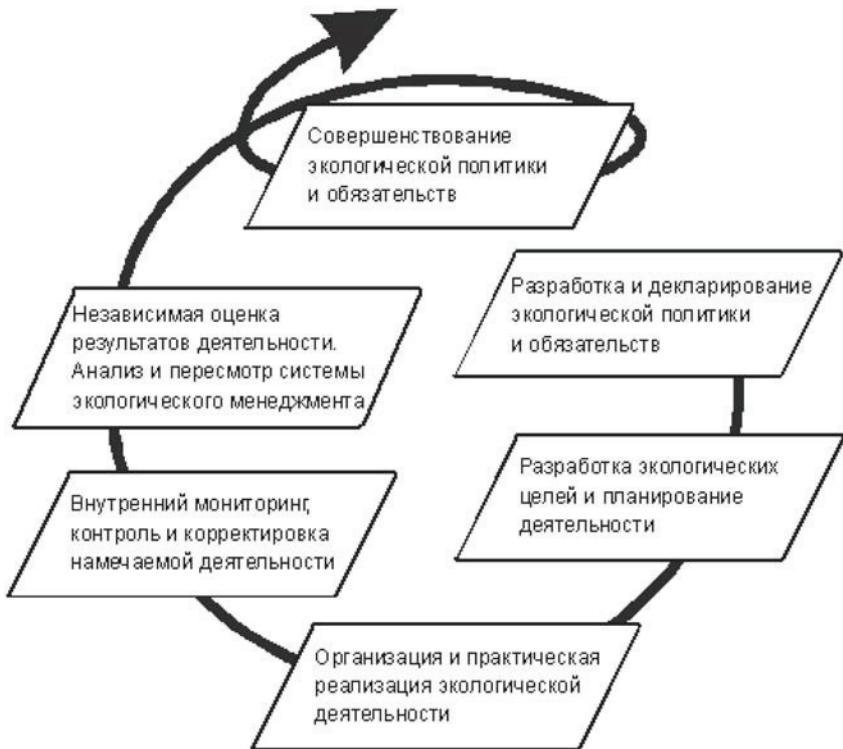 Совершенствование
экологической политики
и обязательств
Разработка и декларирование
экологической политики
и обязательств
Разработка экологических
целей и планирование
деятельности
Организация и практическая
реализация экологической
деятельности
Внутренний мониторинг,
контроль и корректировка
намечаемой деятельности
Независимая оценка
результатов деятельности.
Анализ и пересмотр системы
экологического менеджмента